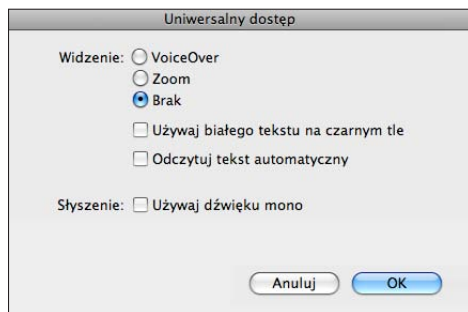 Uniwersalny dostęp
Widzenie: VoiceOver
Zoom
Brak
Używaj białego tekstu na czarnym tle
Odczytuj tekst automatyczny
Słyszenie: Używaj dźwięku mono
Anuluj OK